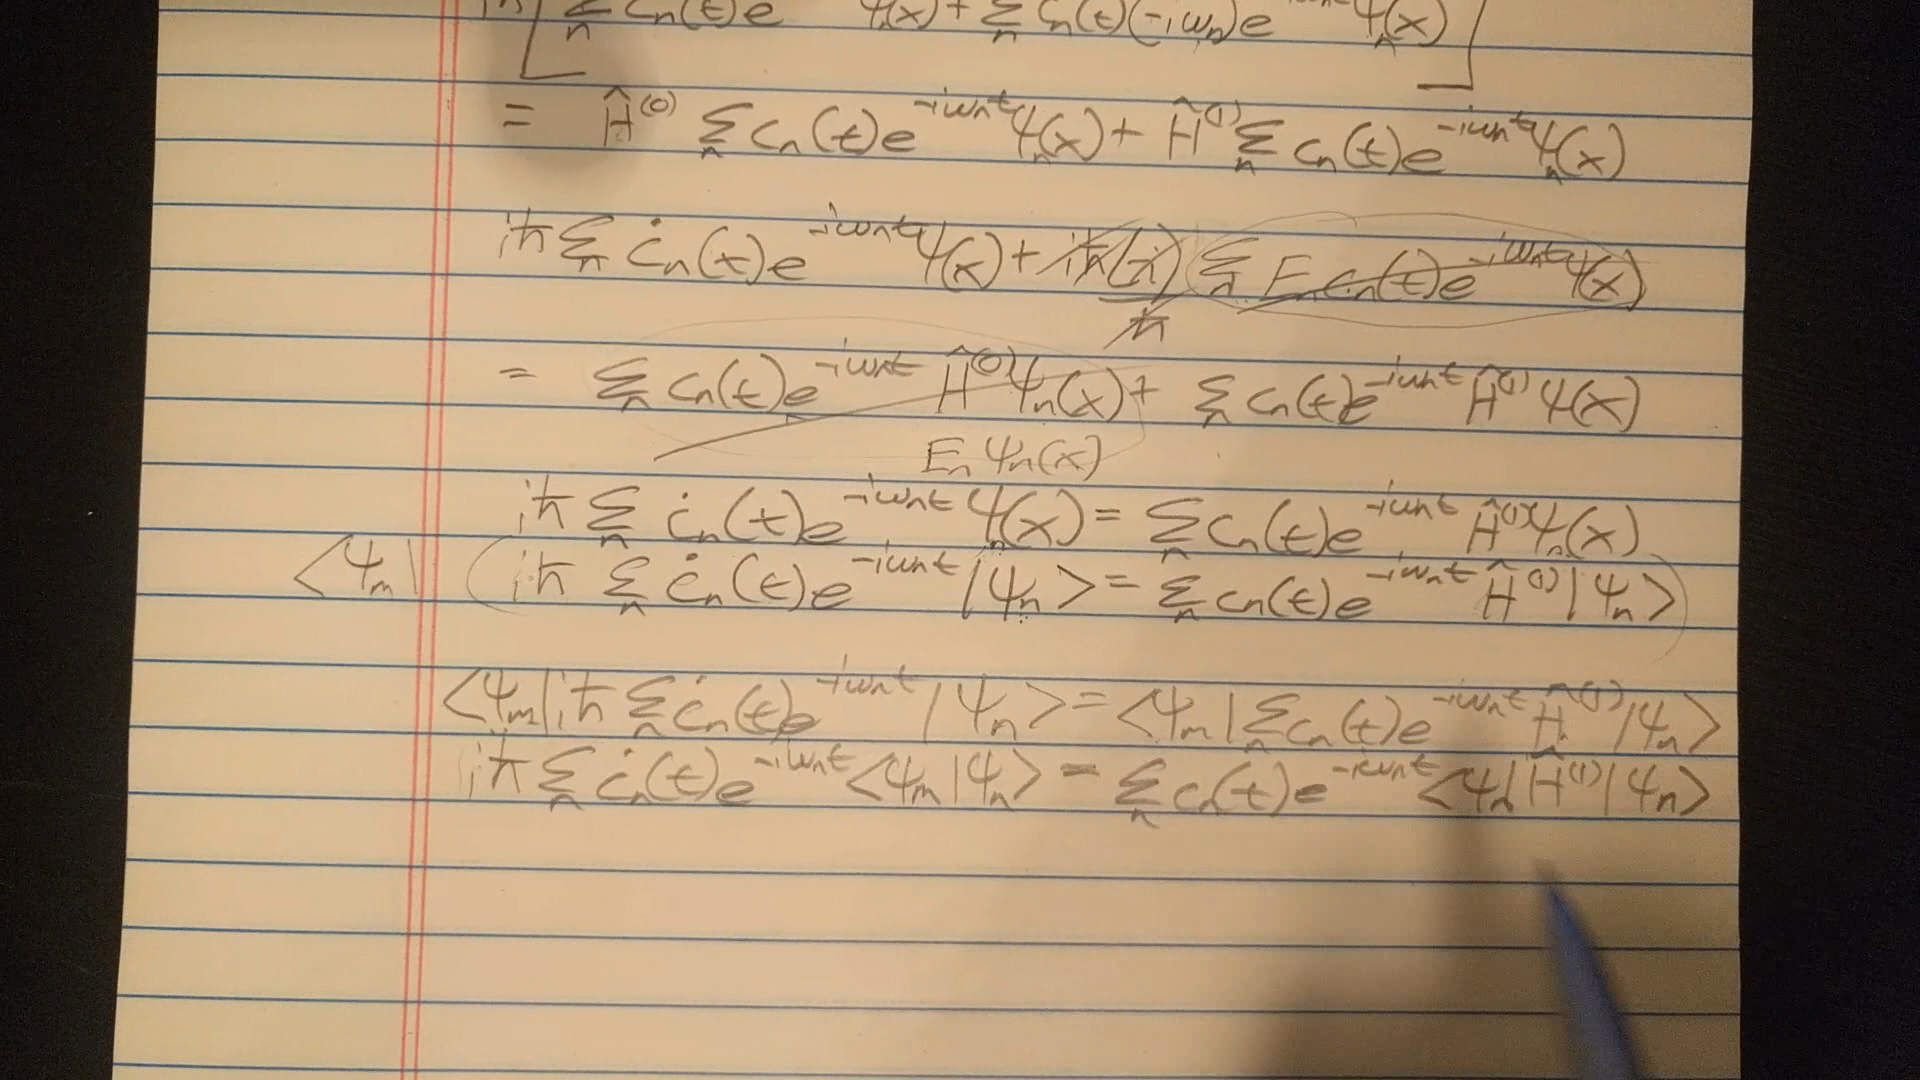 iħ[Σₙ ċₙ(t)e ψₙ(x) + Σₙ cₙ(t)(-iωₙ)e^(-iωₙt) ψₙ(x)]
= Ĥ⁽⁰⁾ Σₙ cₙ(t)e^(-iωₙt) ψₙ(x) + Ĥ⁽¹⁾ Σₙ cₙ(t)e^(-iωₙt) ψₙ(x)
iħ Σₙ ċₙ(t)e^(-iωₙt) ψ(x) + iħ(-i)/ħ Σₙ Eₙcₙ(t)e^(-iωₙt) ψ(x)
= Σₙ cₙ(t)e^(-iωₙt) Ĥ⁽⁰⁾ψₙ(x) + Σₙ cₙ(t)e^(-iωₙt) Ĥ⁽¹⁾ψ(x)
Eₙψₙ(x)
iħ Σₙ ċₙ(t)e^(-iωₙt) ψₙ(x) = Σₙ cₙ(t)e^(-iωₙt) Ĥ⁽¹⁾ψₙ(x)
<ψₘ| (iħ Σₙ ċₙ(t)e^(-iωₙt) |ψₙ> = Σₙ cₙ(t)e^(-iωₙt) Ĥ⁽¹⁾|ψₙ>)
<ψₘ|iħ Σₙ ċₙ(t)e^(-iωₙt) |ψₙ> = <ψₘ|Σₙ cₙ(t)e^(-iωₙt) Ĥ⁽¹⁾|ψₙ>
iħ Σₙ ċₙ(t)e^(-iωₙt) <ψₘ|ψₙ> = Σₙ cₙ(t)e^(-iωₙt) <ψₘ|Ĥ⁽¹⁾|ψₙ>